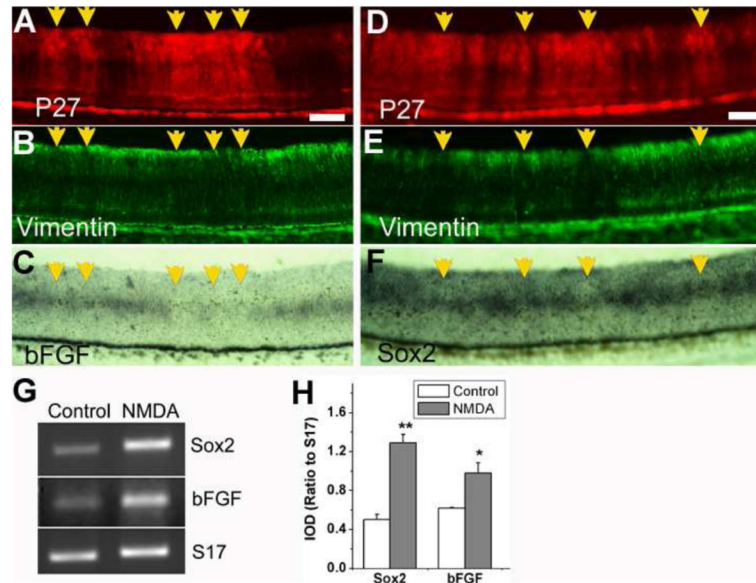 A D
P27 P27
B E
Vimentin Vimentin
C F
bFGF Sox2
G H
Control NMDA
Sox2
bFGF
S17
Control
NMDA
IOD (Ratio to S17)
1.6
1.2
0.8
0.4
0.0
** *
Sox2 bFGF